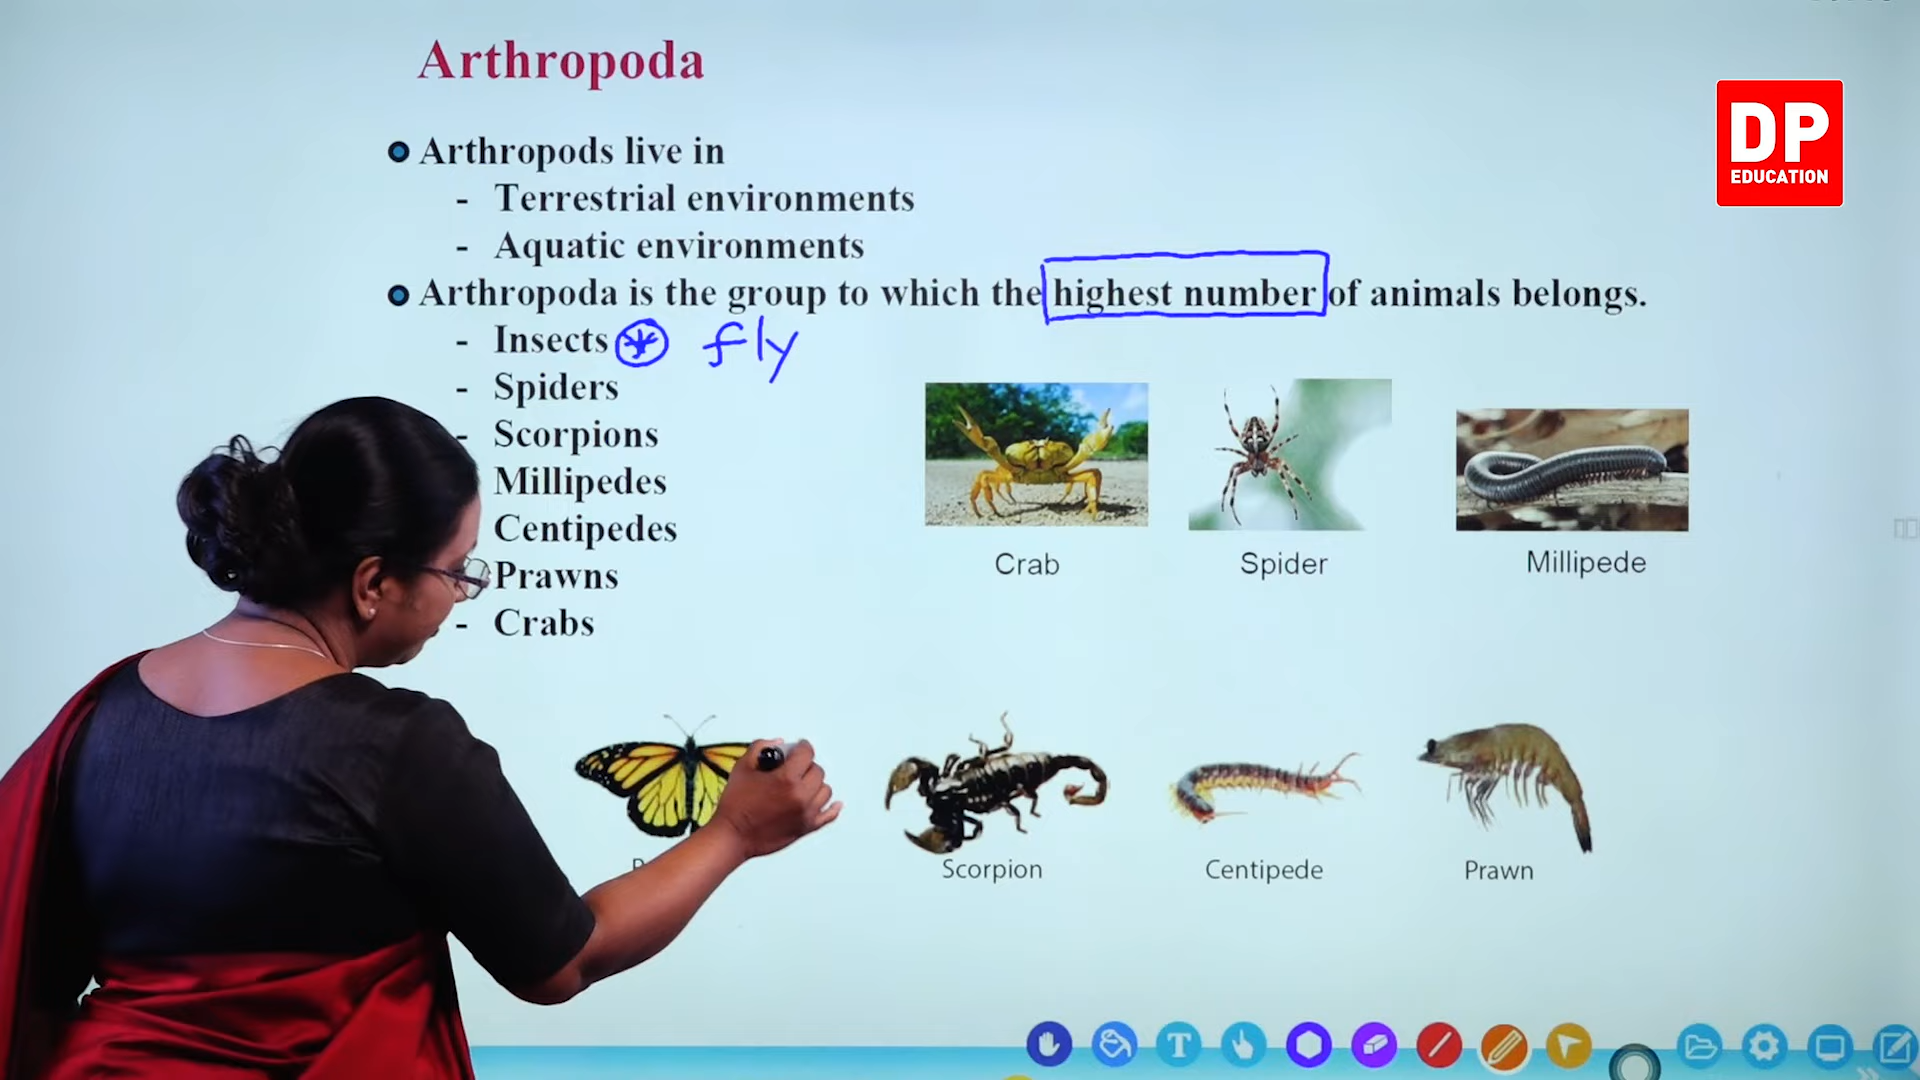 Arthropoda
DP
EDUCATION
Arthropods live in
- Terrestrial environments
- Aquatic environments
Arthropoda is the group to which the highest number of animals belongs.
- Insects fly
- Spiders
- Scorpions
Millipedes
Centipedes
Prawns
- Crabs
Crab
Spider
Millipede
Scorpion
Centipede
Prawn
T